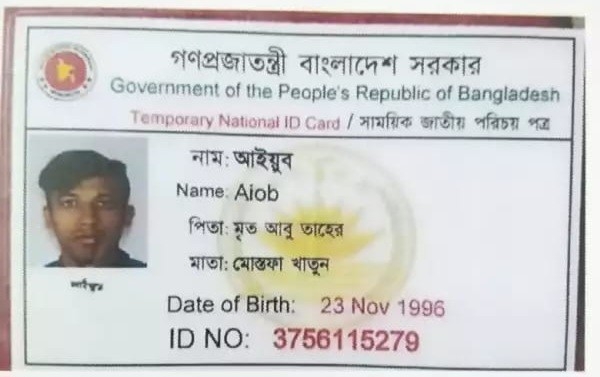 গণপ্রজাতন্ত্রী বাংলাদেশ সরকার
Government of the People's Republic of Bangladesh
Temporary National ID Card / সাময়িক জাতীয় পরিচয় পত্র
নাম: আইয়ুব
Name: Aiob
পিতা: মৃত আবু তাহের
মাতা: মোস্তফা খাতুন
Date of Birth: 23 Nov 1996
ID NO: 3756115279